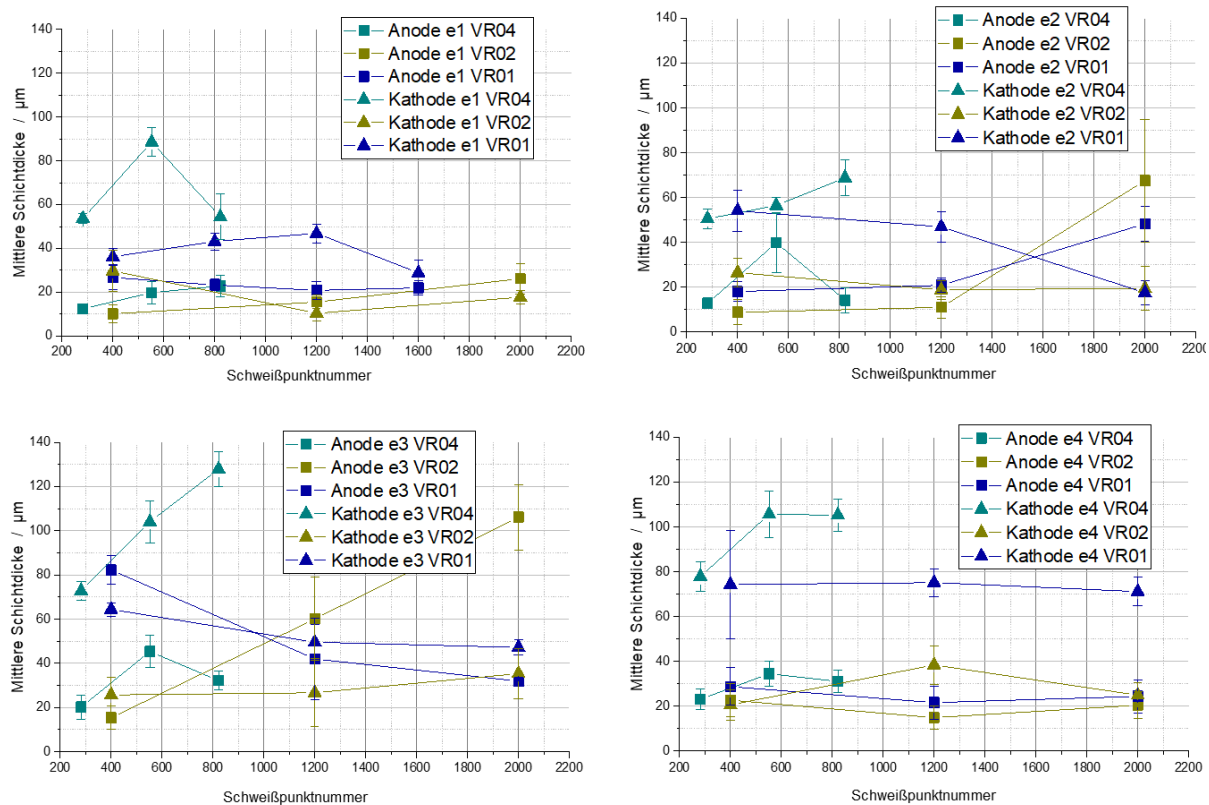 Mittlere Schichtdicke / µm
140
120
100
80
60
40
20
0
Anode e1 VR04
Anode e1 VR02
Anode e1 VR01
Kathode e1 VR04
Kathode e1 VR02
Kathode e1 VR01
200 400 600 800 1000 1200 1400 1600 1800 2000 2200
Schweißpunktnummer
Mittlere Schichtdicke / µm
140
120
100
80
60
40
20
0
Anode e2 VR04
Anode e2 VR02
Anode e2 VR01
Kathode e2 VR04
Kathode e2 VR02
Kathode e2 VR01
200 400 600 800 1000 1200 1400 1600 1800 2000 2200
Schweißpunktnummer
Mittlere Schichtdicke / µm
140
120
100
80
60
40
20
0
Anode e3 VR04
Anode e3 VR02
Anode e3 VR01
Kathode e3 VR04
Kathode e3 VR02
Kathode e3 VR01
200 400 600 800 1000 1200 1400 1600 1800 2000 2200
Schweißpunktnummer
Mittlere Schichtdicke / µm
140
120
100
80
60
40
20
0
Anode e4 VR04
Anode e4 VR02
Anode e4 VR01
Kathode e4 VR04
Kathode e4 VR02
Kathode e4 VR01
200 400 600 800 1000 1200 1400 1600 1800 2000 2200
Schweißpunktnummer